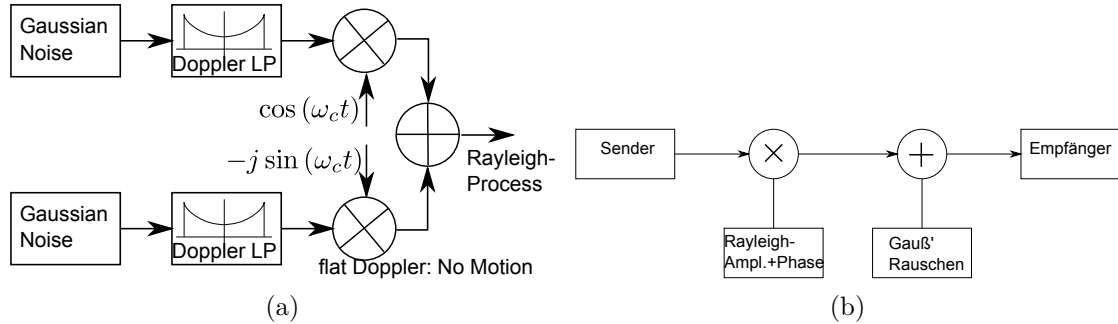 Gaussian
Noise
Doppler LP
cos (ω_c t)
−j sin (ω_c t)
Rayleigh-
Process
Gaussian
Noise
Doppler LP
flat Doppler: No Motion
(a)
Sender
×
+
Empfänger
Rayleigh-
Ampl.+Phase
Gauß'
Rauschen
(b)